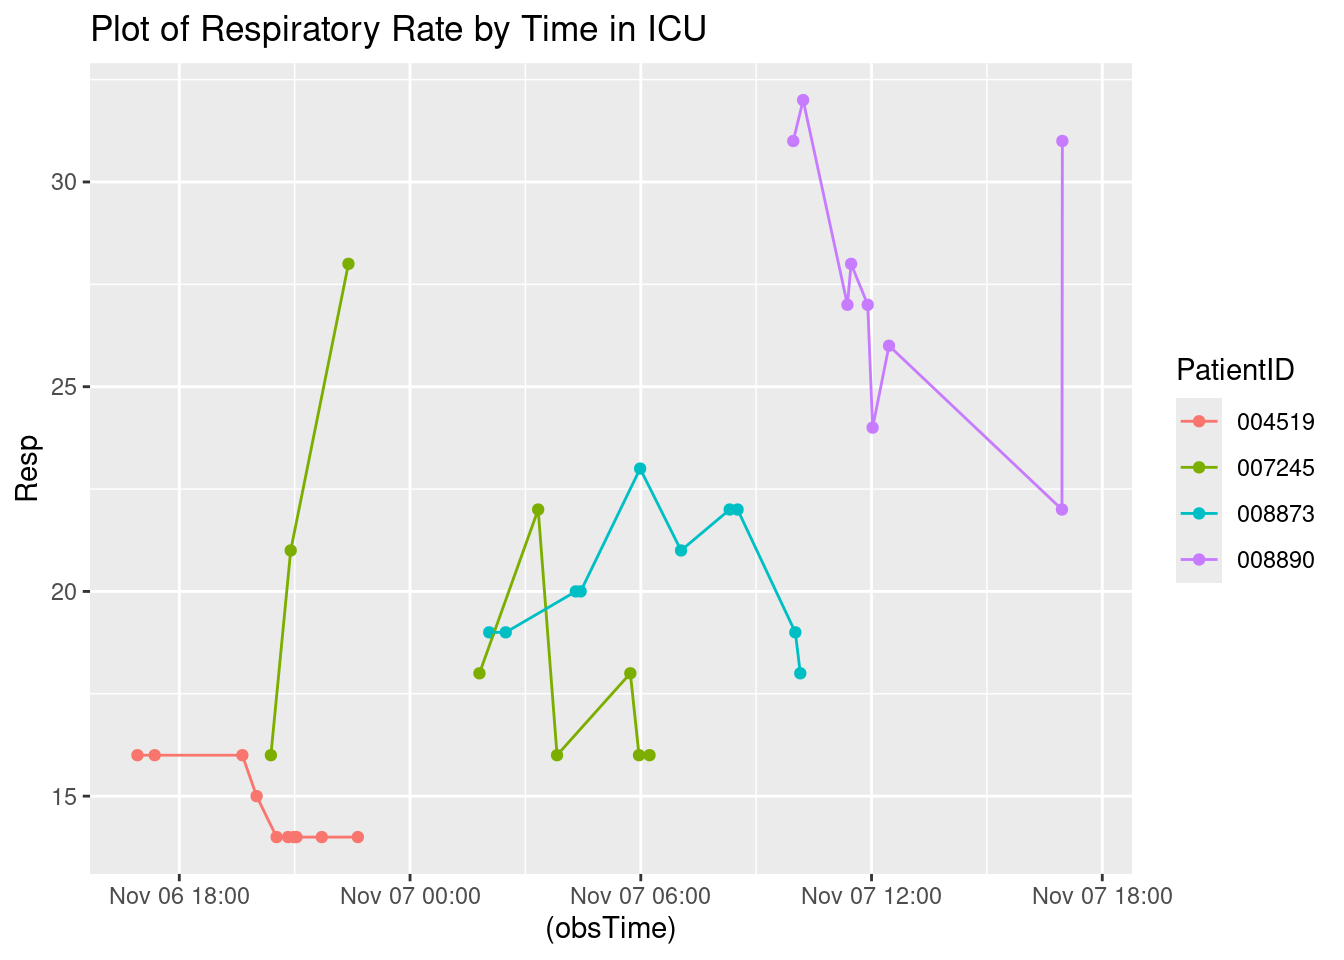 Plot of Respiratory Rate by Time in ICU
30
25
20
15
Resp
Nov 06 18:00
Nov 07 00:00
Nov 07 06:00
Nov 07 12:00
Nov 07 18:00
(obsTime)
PatientID
004519
007245
008873
008890